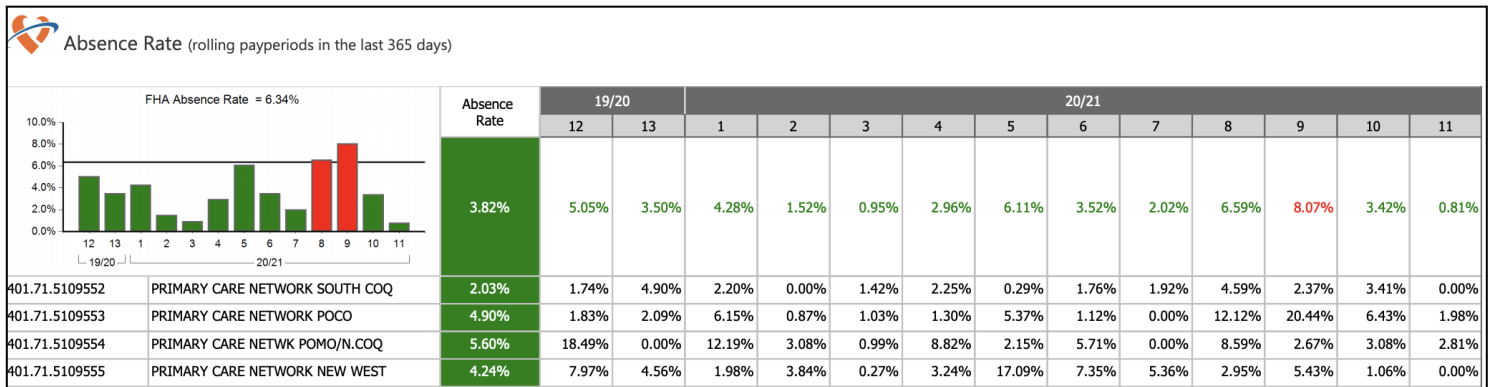 Absence Rate (rolling payperiods in the last 365 days)
FHA Absence Rate = 6.34%
10.0%
8.0%
6.0%
4.0%
2.0%
0.0%
12 13 1 2 3 4 5 6 7 8 9 10 11
19/20 20/21
Absence Rate 19/20 20/21
12 13 1 2 3 4 5 6 7 8 9 10 11
3.82% 5.05% 3.50% 4.28% 1.52% 0.95% 2.96% 6.11% 3.52% 2.02% 6.59% 8.07% 3.42% 0.81%
401.71.5109552 PRIMARY CARE NETWORK SOUTH COQ 2.03% 1.74% 4.90% 2.20% 0.00% 1.42% 2.25% 0.29% 1.76% 1.92% 4.59% 2.37% 3.41% 0.00%
401.71.5109553 PRIMARY CARE NETWORK POCO 4.90% 1.83% 2.09% 6.15% 0.87% 1.03% 1.30% 5.37% 1.12% 0.00% 12.12% 20.44% 6.43% 1.98%
401.71.5109554 PRIMARY CARE NETWK POMO/N.COQ 5.60% 18.49% 0.00% 12.19% 3.08% 0.99% 8.82% 2.15% 5.71% 0.00% 8.59% 2.67% 3.08% 2.81%
401.71.5109555 PRIMARY CARE NETWORK NEW WEST 4.24% 7.97% 4.56% 1.98% 3.84% 0.27% 3.24% 17.09% 7.35% 5.36% 2.95% 5.43% 1.06% 0.00%